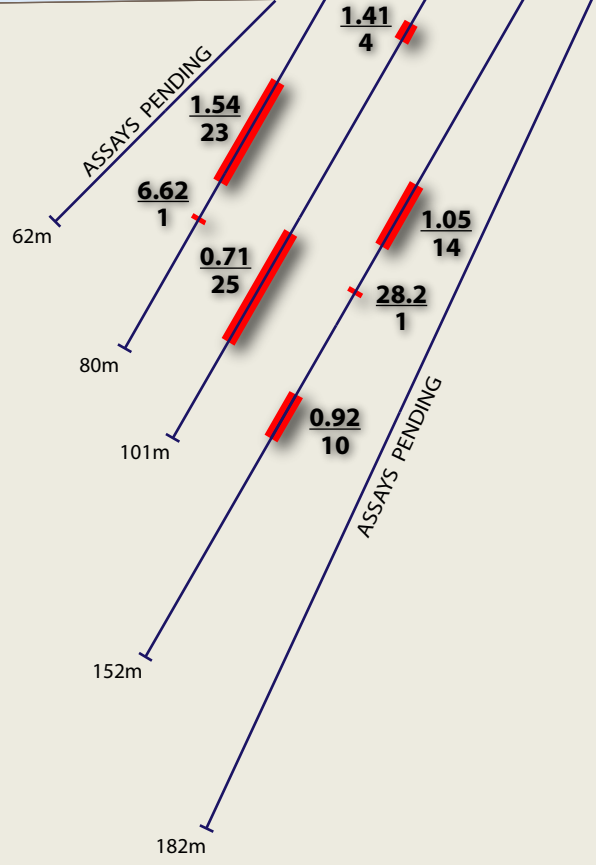 1.41
4
1.54
23
ASSAYS PENDING
6.62
1
62m
1.05
14
0.71
25
28.2
1
80m
0.92
10
101m
ASSAYS PENDING
152m
182m